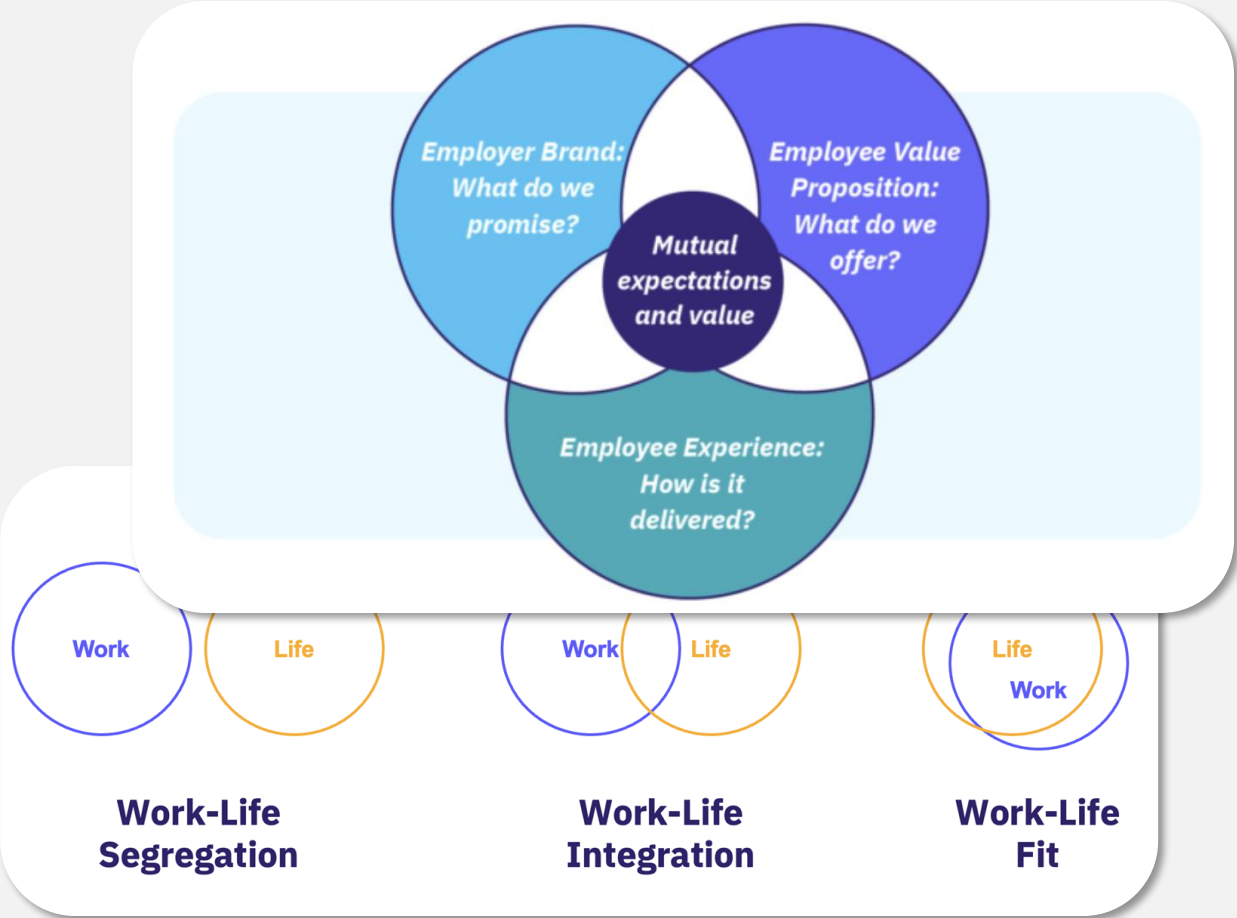 Employer Brand:
What do we
promise?
Employee Value
Proposition:
What do we
offer?
Mutual
expectations
and value
Employee Experience:
How is it
delivered?
Work
Life
Work
Life
Life
Work
Work-Life
Segregation
Work-Life
Integration
Work-Life
Fit